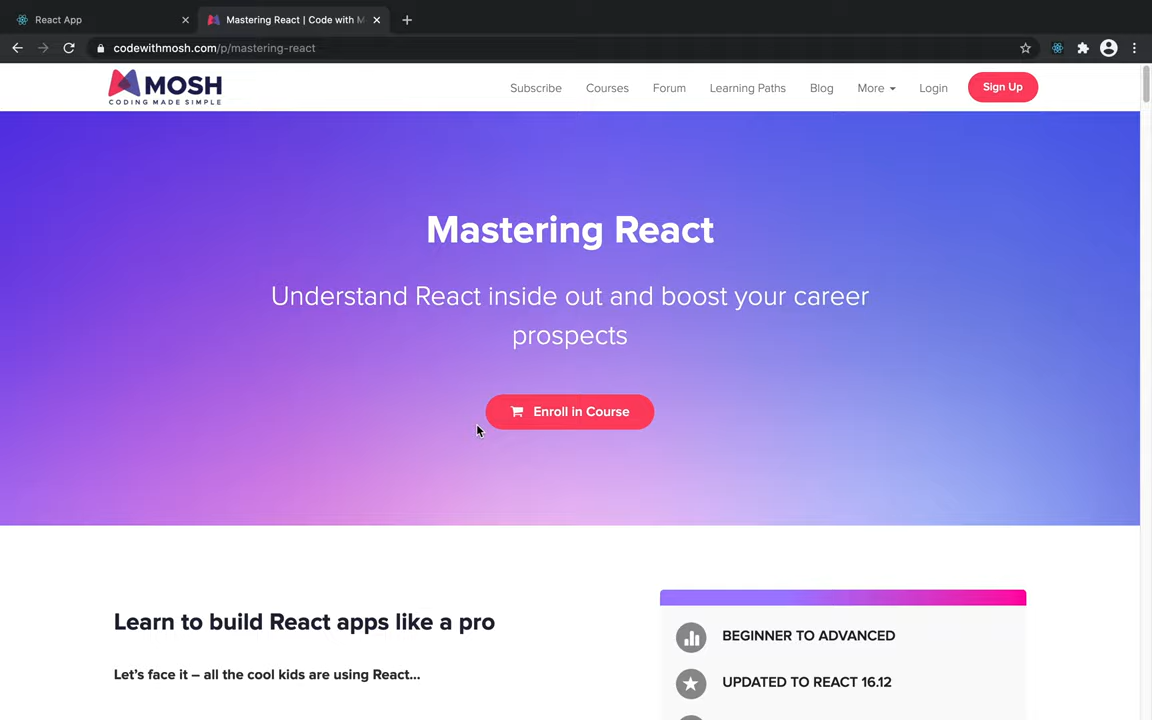 React App
Mastering React | Code with M
codewithmosh.com/p/mastering-react
MOSH
CODING MADE SIMPLE
Subscribe
Courses
Forum
Learning Paths
Blog
More
Login
Sign Up
Mastering React
Understand React inside out and boost your career
prospects
Enroll in Course
Learn to build React apps like a pro
Let's face it – all the cool kids are using React...
BEGINNER TO ADVANCED
UPDATED TO REACT 16.12